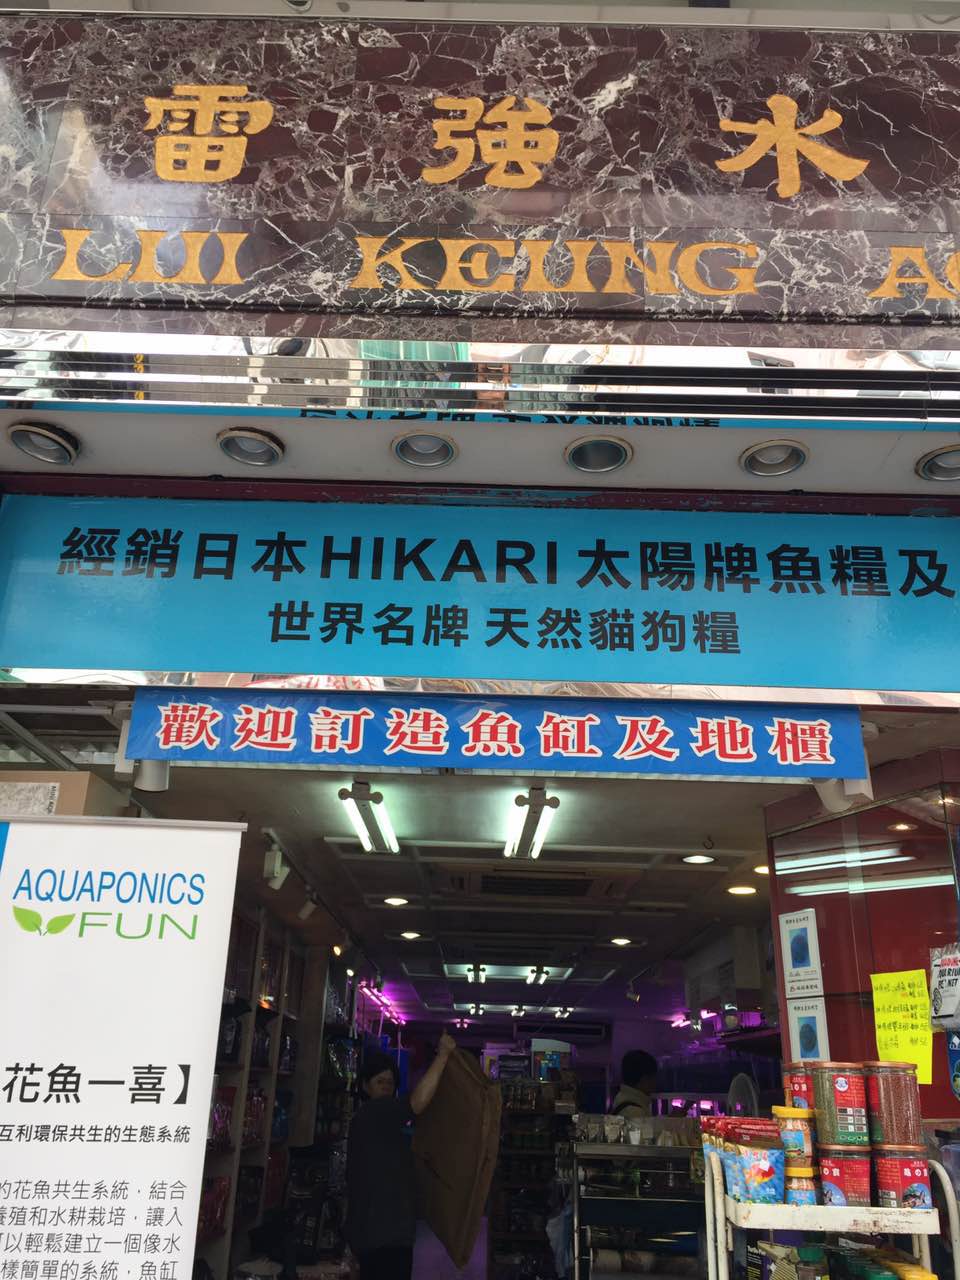 雷強水
LUI KEUNG
經銷日本HIKARI太陽牌魚糧及
世界名牌 天然貓狗糧
歡迎訂造魚缸及地櫃
AQUAPONICS
FUN
花魚一喜】
互利環保共生的生態系統
的花魚共生系統，結合
養殖和水耕栽培，讓入
可以輕鬆建立一個像水
樣簡單的系統，魚缸